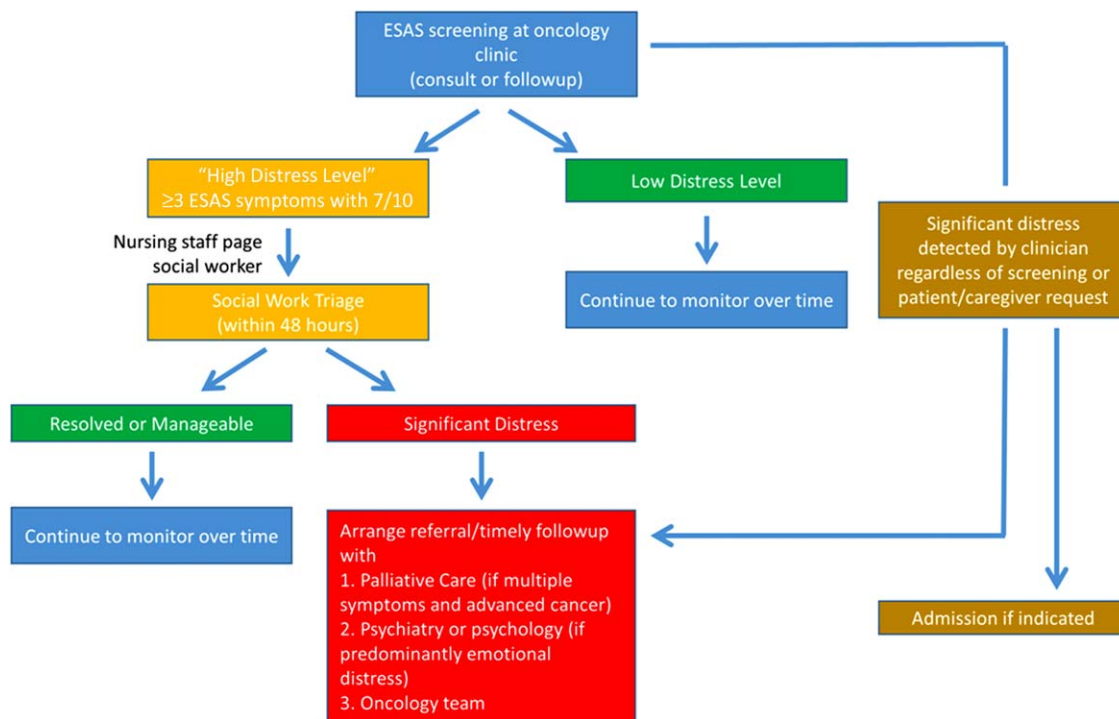 ESAS screening at oncology
clinic
(consult or followup)
“High Distress Level”
≥3 ESAS symptoms with 7/10
Low Distress Level
Significant distress
detected by clinician
regardless of screening or
patient/caregiver request
Nursing staff page
social worker
Social Work Triage
(within 48 hours)
Continue to monitor over time
Resolved or Manageable
Significant Distress
Continue to monitor over time
Arrange referral/timely followup
with
1. Palliative Care (if multiple
symptoms and advanced cancer)
2. Psychiatry or psychology (if
predominantly emotional
distress)
3. Oncology team
Admission if indicated